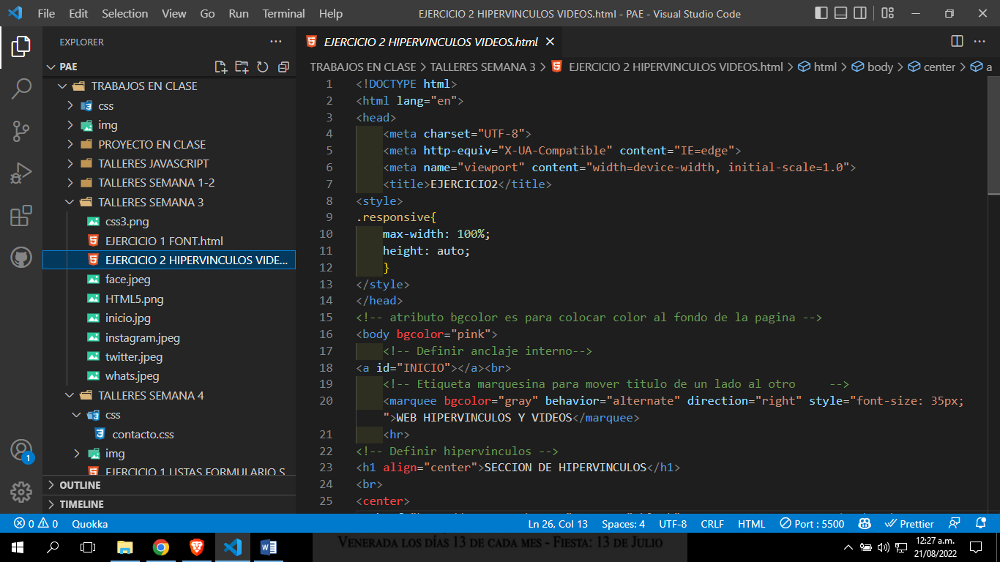 File Edit Selection View Go Run Terminal Help
EJERCICIO 2 HIPERVINCULOS VIDEOS.html - PAE - Visual Studio Code
EXPLORER
PAE
TRABAJOS EN CLASE
css
img
PROYECTO EN CLASE
TALLERES JAVASCRIPT
TALLERES SEMANA 1-2
TALLERES SEMANA 3
css3.png
EJERCICIO 1 FONT.html
EJERCICIO 2 HIPERVINCULOS VIDE...
face.jpeg
HTML5.png
inicio.jpg
instagram.jpeg
twitter.jpeg
whats.jpeg
TALLERES SEMANA 4
css
contacto.css
img
EJERCICIO 1 LISTAS FORMULARIO S
OUTLINE
TIMELINE
EJERCICIO 2 HIPERVINCULOS VIDEOS.html
TRABAJOS EN CLASE > TALLERES SEMANA 3 > EJERCICIO 2 HIPERVINCULOS VIDEOS.html > html > body > center > a
1 <!DOCTYPE html>
2 <html lang="en">
3 <head>
4 <meta charset="UTF-8">
5 <meta http-equiv="X-UA-Compatible" content="IE=edge">
6 <meta name="viewport" content="width=device-width, initial-scale=1.0">
7 <title>EJERCICIO2</title>
8 <style>
9 .responsive{
10 max-width: 100%;
11 height: auto;
12 }
13 </style>
14 </head>
15 <!-- atributo bgcolor es para colocar color al fondo de la pagina -->
16 <body bgcolor="pink">
17 <!-- Definir anclaje interno-->
18 <a id="INICIO"></a><br>
19 <!-- Etiqueta marquesina para mover titulo de un lado al otro -->
20 <marquee bgcolor="gray" behavior="alternate" direction="right" style="font-size: 35px;
">WEB HIPERVINCULOS Y VIDEOS</marquee>
21 <hr>
22 <!-- Definir hipervinculos -->
23 <h1 align="center">SECCION DE HIPERVINCULOS</h1>
24 <br>
25 <center>
0 0 Quokka
Ln 26, Col 13 Spaces: 4 UTF-8 CRLF HTML Port : 5500 Prettier
1
VENERADA LOS DÍAS 13 DE CADA MES - FIESTA: 13 DE JULIO
12:27 a.m.
21/08/2022